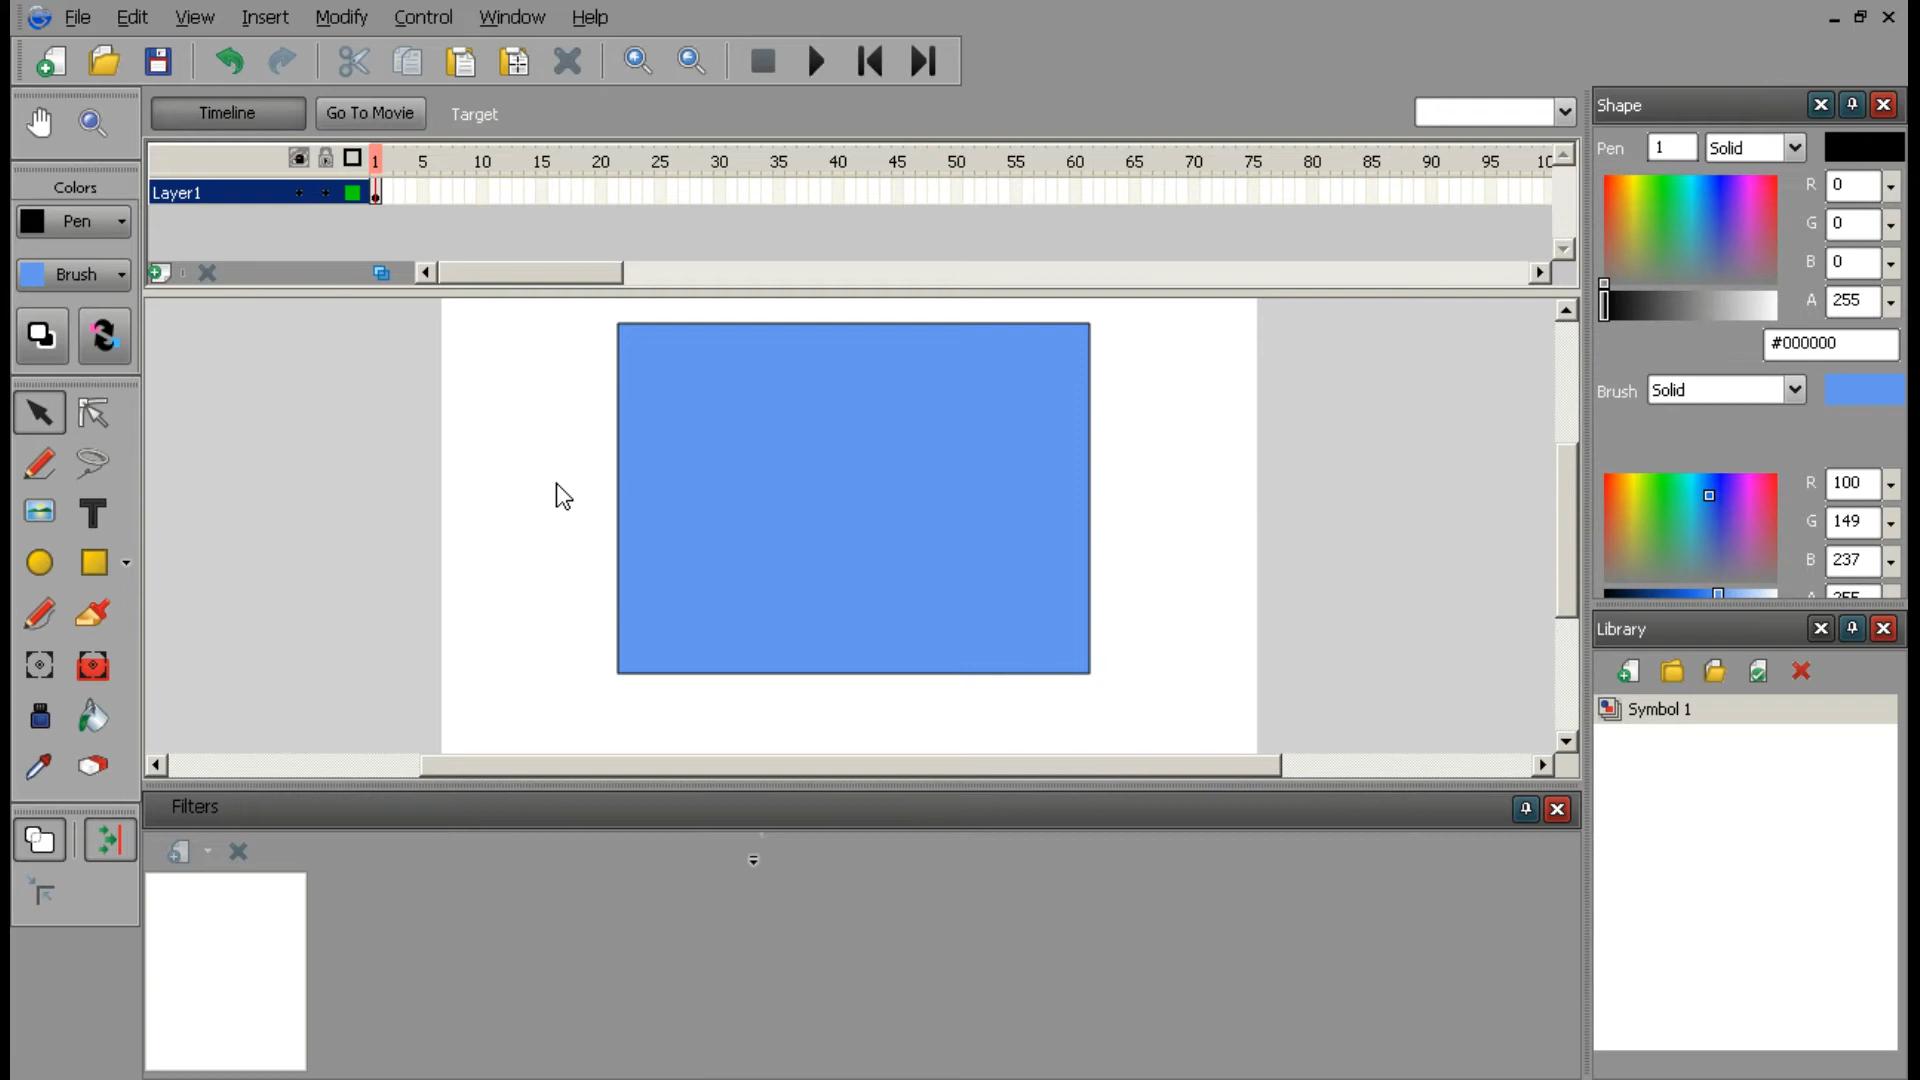 File Edit View Insert Modify Control Window Help
Timeline Go To Movie Target
Shape
Pen 1 Solid
1 5 10 15 20 25 30 35 40 45 50 55 60 65 70 75 80 85 90 95 10
Layer1
R 0
G 0
B 0
A 255
#000000
Colors
Pen
Brush
Brush Solid
R 100
G 149
B 237
A 255
Library
Symbol 1
Filters